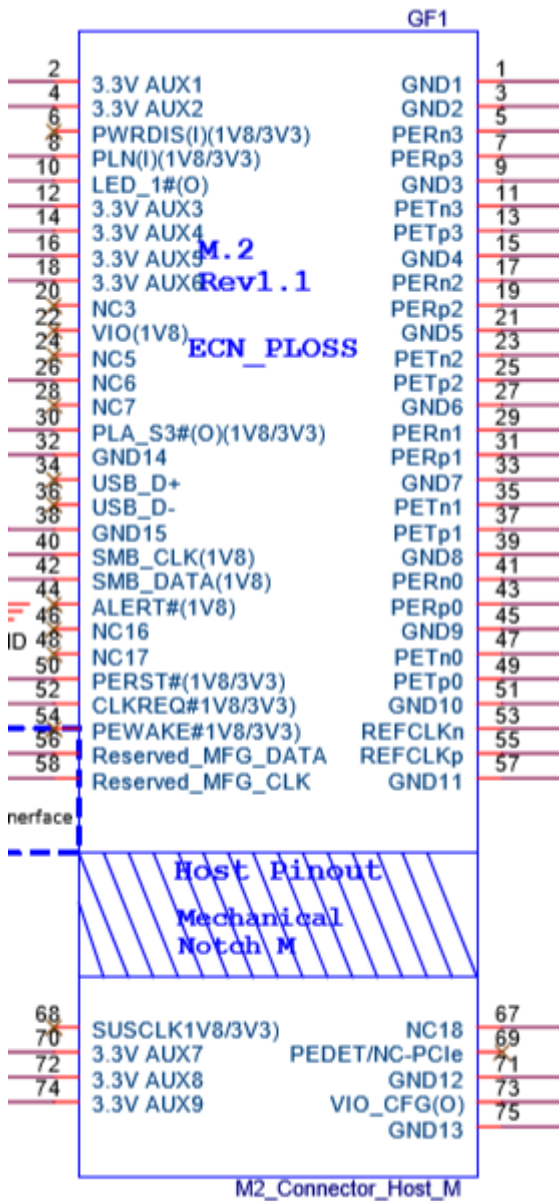 GF1
2 3.3V AUX1 GND1 1
4 3.3V AUX2 GND2 3
6 PWRDIS(I)(1V8/3V3) PERn3 5
8 PLN(I)(1V8/3V3) PERp3 7
10 LED_1#(O) GND3 9
12 3.3V AUX3 PETn3 11
14 3.3V AUX4 PETp3 13
16 3.3V AUX5 GND4 15
M.2
18 3.3V AUX6 PERn2 17
Rev1.1
20 NC3 PERp2 19
22 VIO(1V8) GND5 21
ECN_PLOSS
24 NC5 PETn2 23
26 NC6 PETp2 25
28 NC7 GND6 27
30 PLA_S3#(O)(1V8/3V3) PERn1 29
32 GND14 PERp1 31
34 USB_D+ GND7 33
36 USB_D- PETn1 35
38 GND15 PETp1 37
40 SMB_CLK(1V8) GND8 39
42 SMB_DATA(1V8) PERn0 41
44 ALERT#(1V8) PERp0 43
46 NC16 GND9 45
ID
48 NC17 PETn0 47
50 PERST#(1V8/3V3) PETp0 49
52 CLKREQ#1V8/3V3) GND10 51
54 PEWAKE#1V8/3V3) REFCLKn 53
56 Reserved_MFG_DATA REFCLKp 55
58 Reserved_MFG_CLK GND11 57
nerface
Host Pinout
Mechanical
Notch M
68 SUSCLK1V8/3V3) NC18 67
70 3.3V AUX7 PEDET/NC-PCIe 69
72 3.3V AUX8 GND12 71
74 3.3V AUX9 VIO_CFG(O) 73
GND13 75
M2_Connector_Host_M